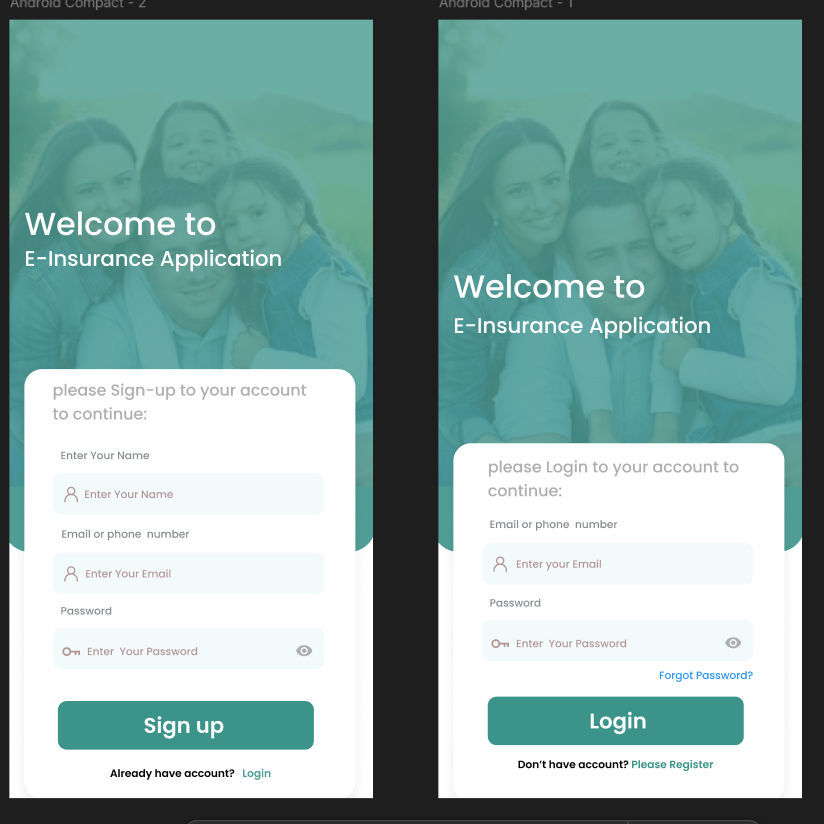 Android Compact - 2
Welcome to
E-Insurance Application
please Sign-up to your account
to continue:
Enter Your Name
Enter Your Name
Email or phone  number
Enter Your Email
Password
Enter  Your Password
Sign up
Already have account?  Login
Android Compact - 1
Welcome to
E-Insurance Application
please Login to your account to
continue:
Email or phone  number
Enter your Email
Password
Enter  Your Password
Forgot Password?
Login
Don’t have account? Please Register